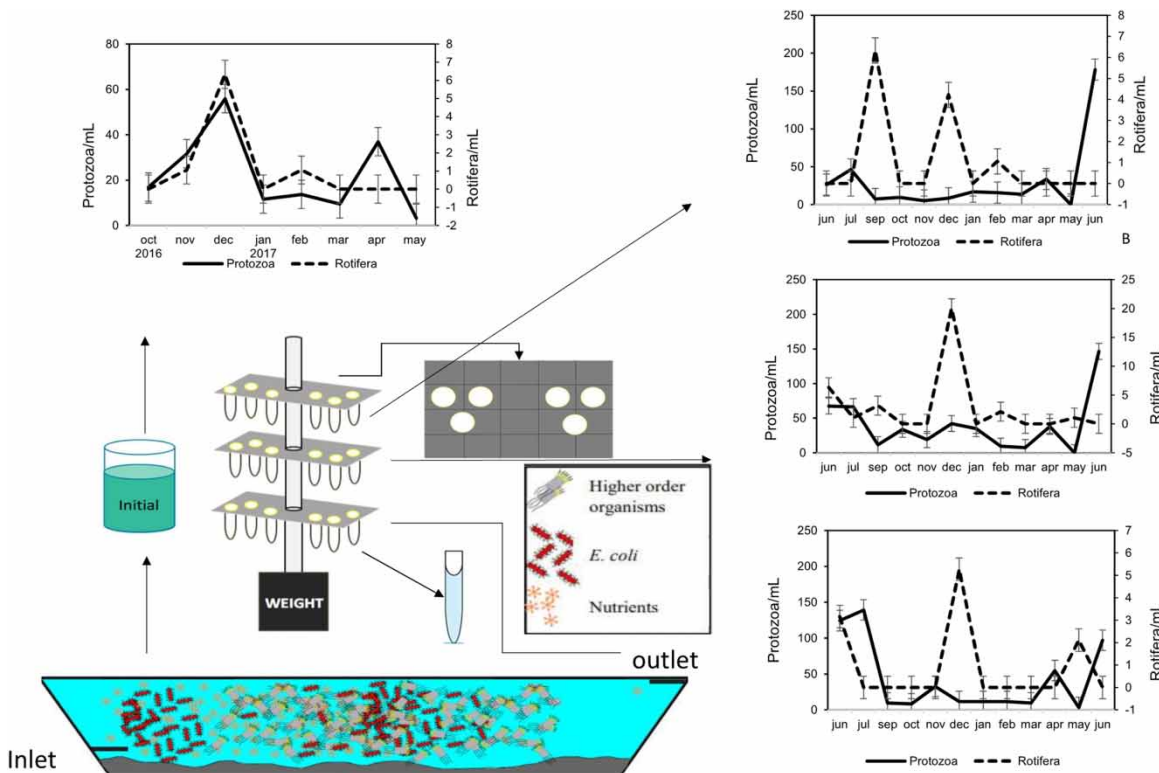 80
60
40
20
0
Protozoa/mL
8
7
6
5
4
3
2
1
0
-1
-2
Rotifera/mL
oct nov dec jan feb mar apr may
2016 2017
Protozoa Rotifera
250
200
150
100
50
0
Protozoa/mL
8
7
6
5
4
3
2
1
0
-1
Rotifera/mL
jun jul sep oct nov dec jan feb mar apr may jun
Protozoa Rotifera
B
250
200
150
100
50
0
Protozoa/mL
25
20
15
10
5
0
-5
Rotifera/mL
jun jul sep oct nov dec jan feb mar apr may jun
Protozoa Rotifera
250
200
150
100
50
0
Protozoa/mL
7
6
5
4
3
2
1
0
-1
Rotifera/mL
jun jul sep oct nov dec jan feb mar apr may jun
Protozoa Rotifera
Initial
WEIGHT
Higher order
organisms
E. coli
Nutrients
outlet
Inlet